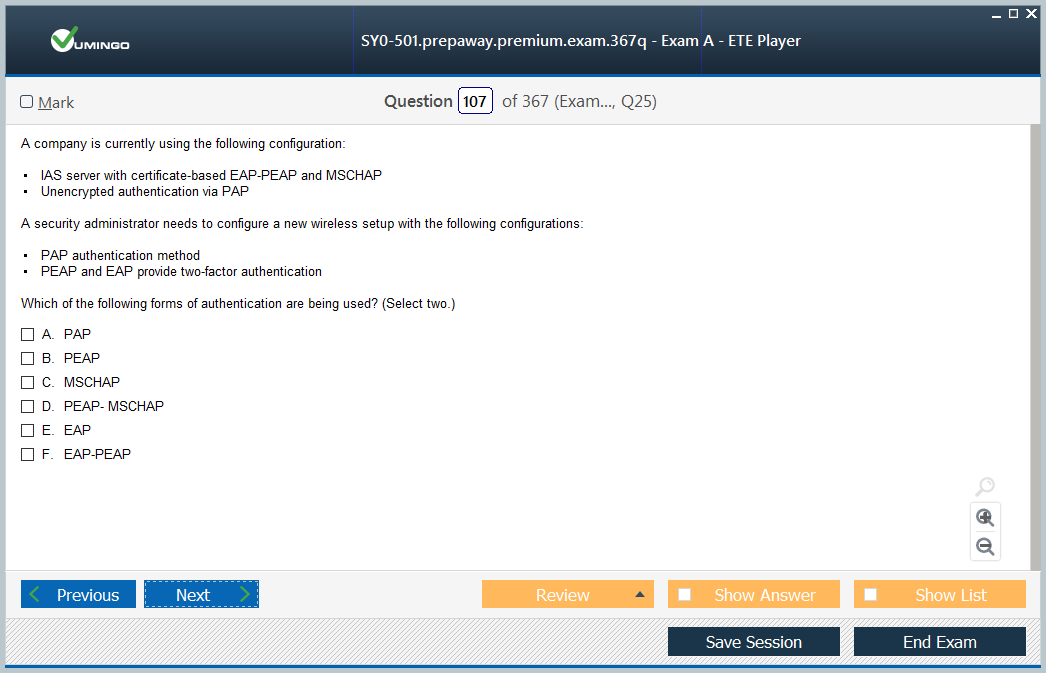 VUMINGO
SY0-501.prepaway.premium.exam.367q - Exam A - ETE Player
Mark
Question 107 of 367 (Exam..., Q25)
A company is currently using the following configuration:
• IAS server with certificate-based EAP-PEAP and MSCHAP
• Unencrypted authentication via PAP
A security administrator needs to configure a new wireless setup with the following configurations:
• PAP authentication method
• PEAP and EAP provide two-factor authentication
Which of the following forms of authentication are being used? (Select two.)
A. PAP
B. PEAP
C. MSCHAP
D. PEAP- MSCHAP
E. EAP
F. EAP-PEAP
Previous Next Review Show Answer Show List
Save Session End Exam